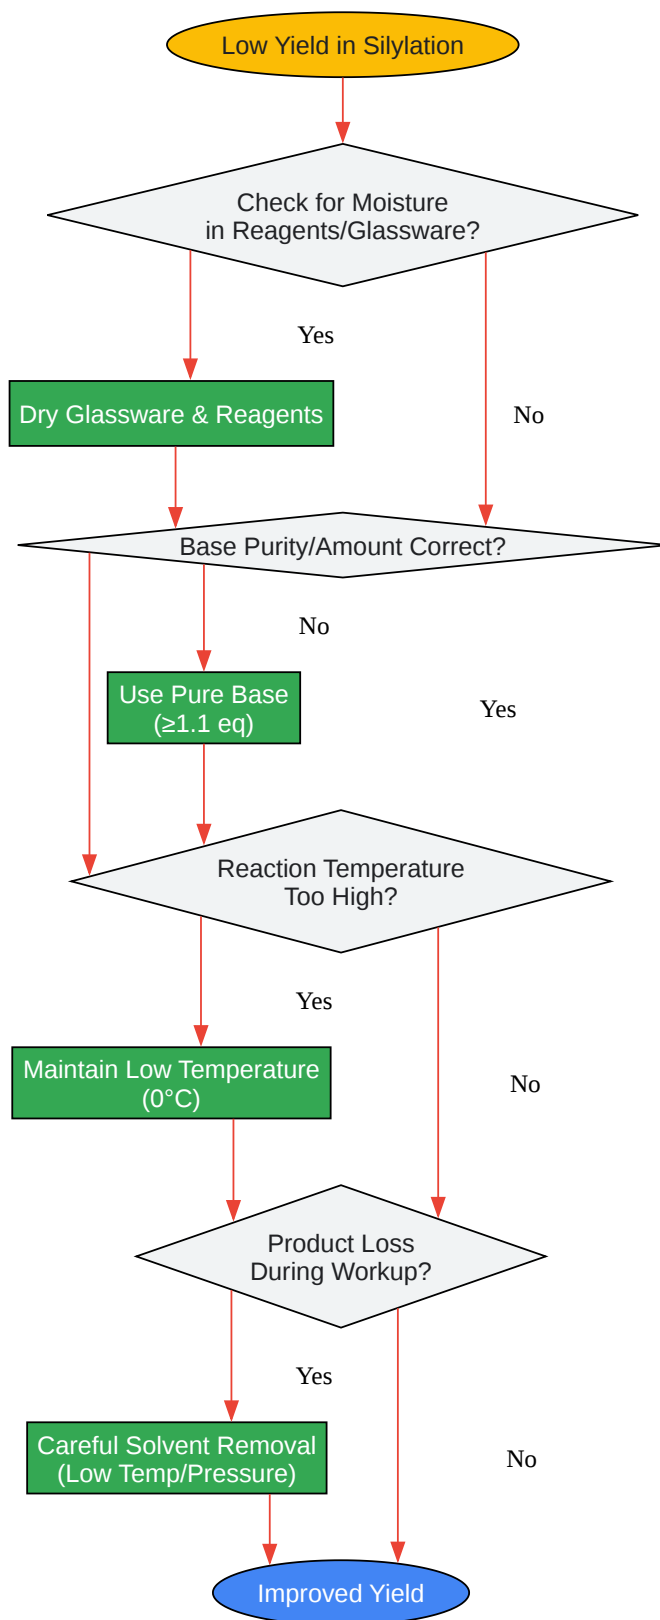 Low Yield in Silylation
Check for Moisture
in Reagents/Glassware?
Yes
Dry Glassware & Reagents
No
Base Purity/Amount Correct?
No
Use Pure Base
(≥1.1 eq)
Yes
Reaction Temperature
Too High?
Yes
Maintain Low Temperature
(0°C)
No
Product Loss
During Workup?
Yes
Careful Solvent Removal
(Low Temp/Pressure)
No
Improved Yield